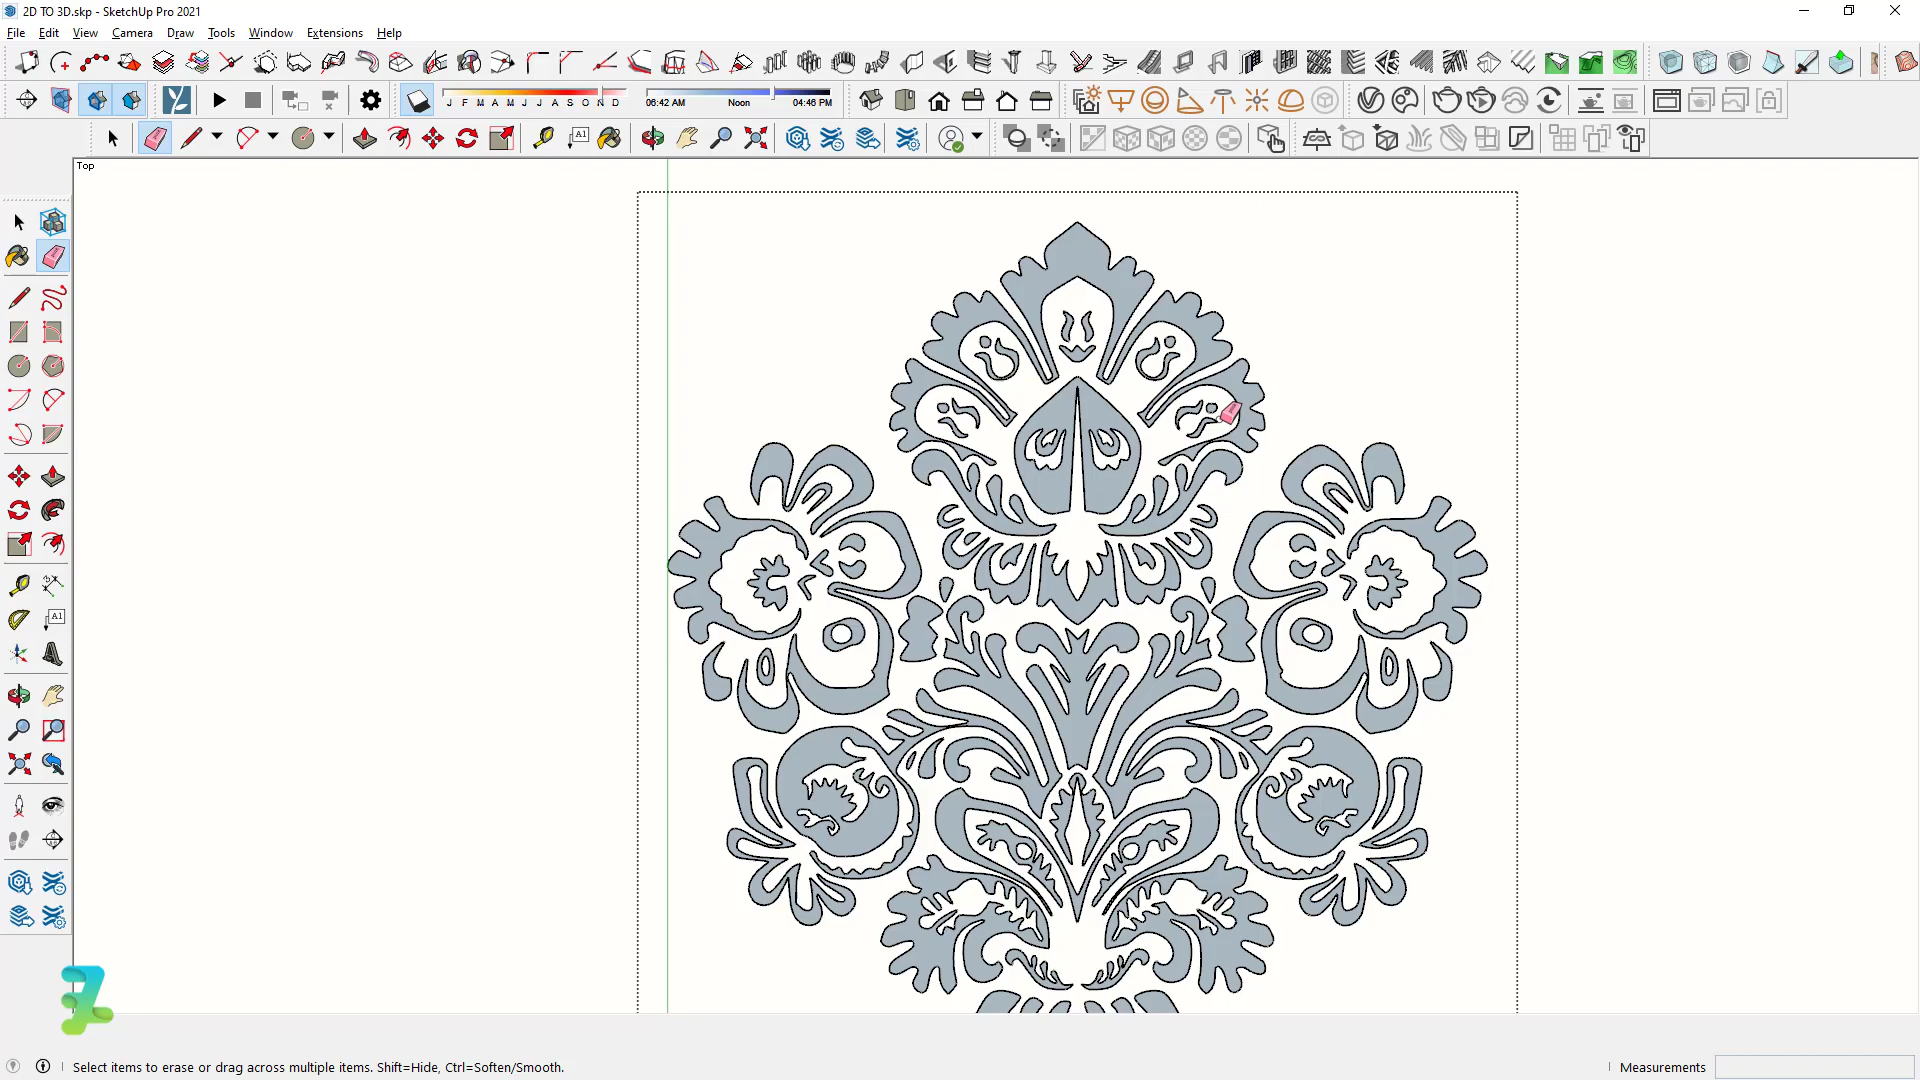 2D TO 3D.skp - SketchUp Pro 2021
File Edit View Camera Draw Tools Window Extensions Help
J F M A M J J A S O N D
06:42 AM Noon 04:46 PM
A1
Top
A1
Select items to erase or drag across multiple items. Shift=Hide, Ctrl=Soften/Smooth.
Measurements